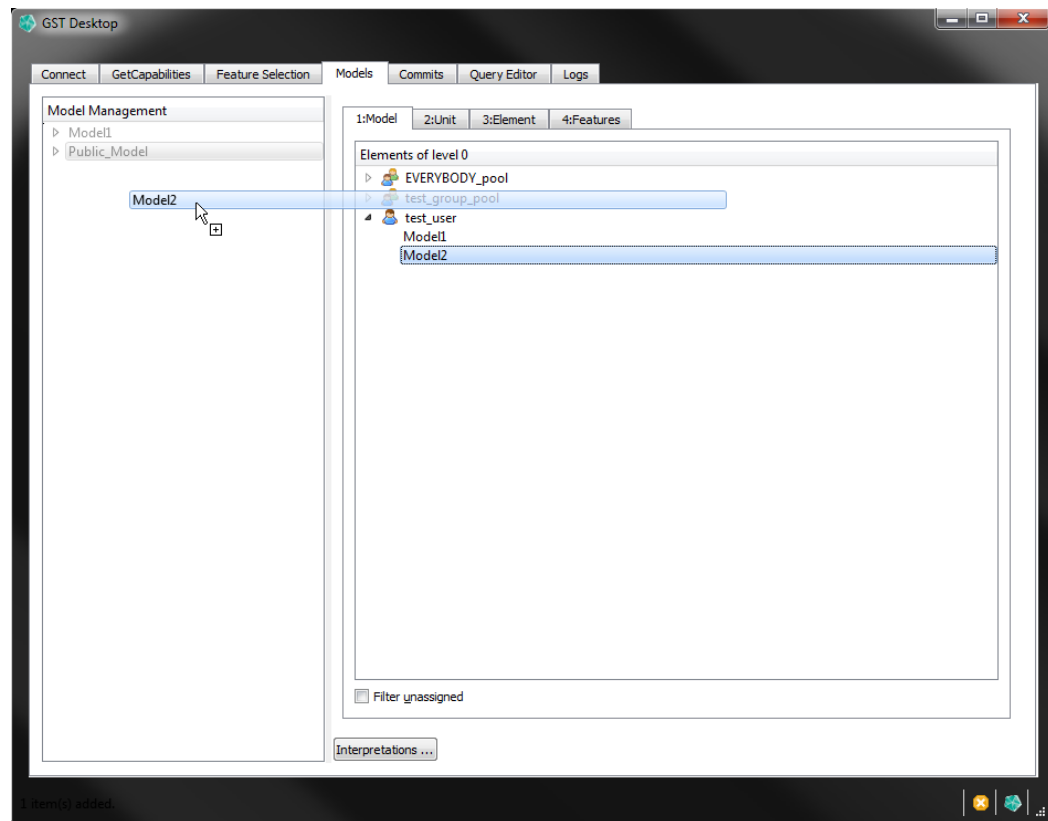 GST Desktop
Connect GetCapabilities Feature Selection Models Commits Query Editor Logs
Model Management
Model1
Public_Model
Model2
1:Model 2:Unit 3:Element 4:Features
Elements of level 0
EVERYBODY_pool
test_group_pool
test_user
Model1
Model2
Filter unassigned
Interpretations ...
1 item(s) added.